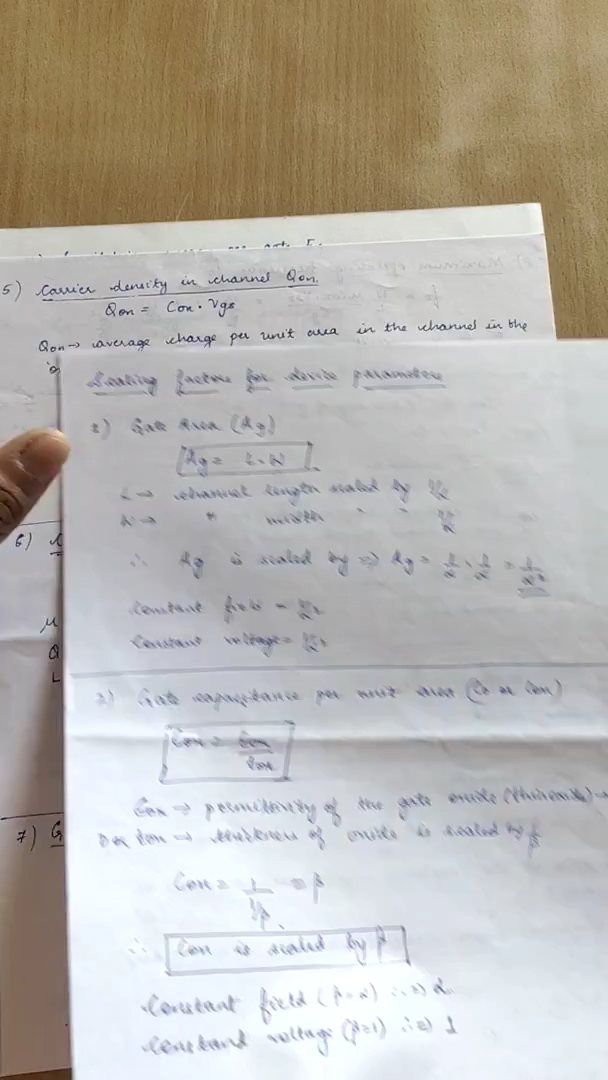 5) Carrier density in channel Qon.
Qon = Cox . Vgs
Qon → average charge per unit area in the channel in the
Scaling factors for device parameters
1) Gate Area (Ag)
Ag = L . W
L → channel length scaled by 1/α
W → " width " " 1/α
∴ Ag is scaled by ⇒ Ag = 1/α . 1/α = 1/α²
Constant field = 1/α²
Constant voltage = 1/α²
2) Gate capacitance per unit area (Co or Cox)
Cox = εox / tox
εox → permittivity of the gate oxide
D or tox → thickness of oxide is scaled by 1/β
Cox = 1 / 1/β = β
∴ Cox is scaled by β
Constant field (β=α) ∴ ⇒ α
Constant voltage (β=1) ∴ ⇒ 1
6)
μ
Q
L
7) G